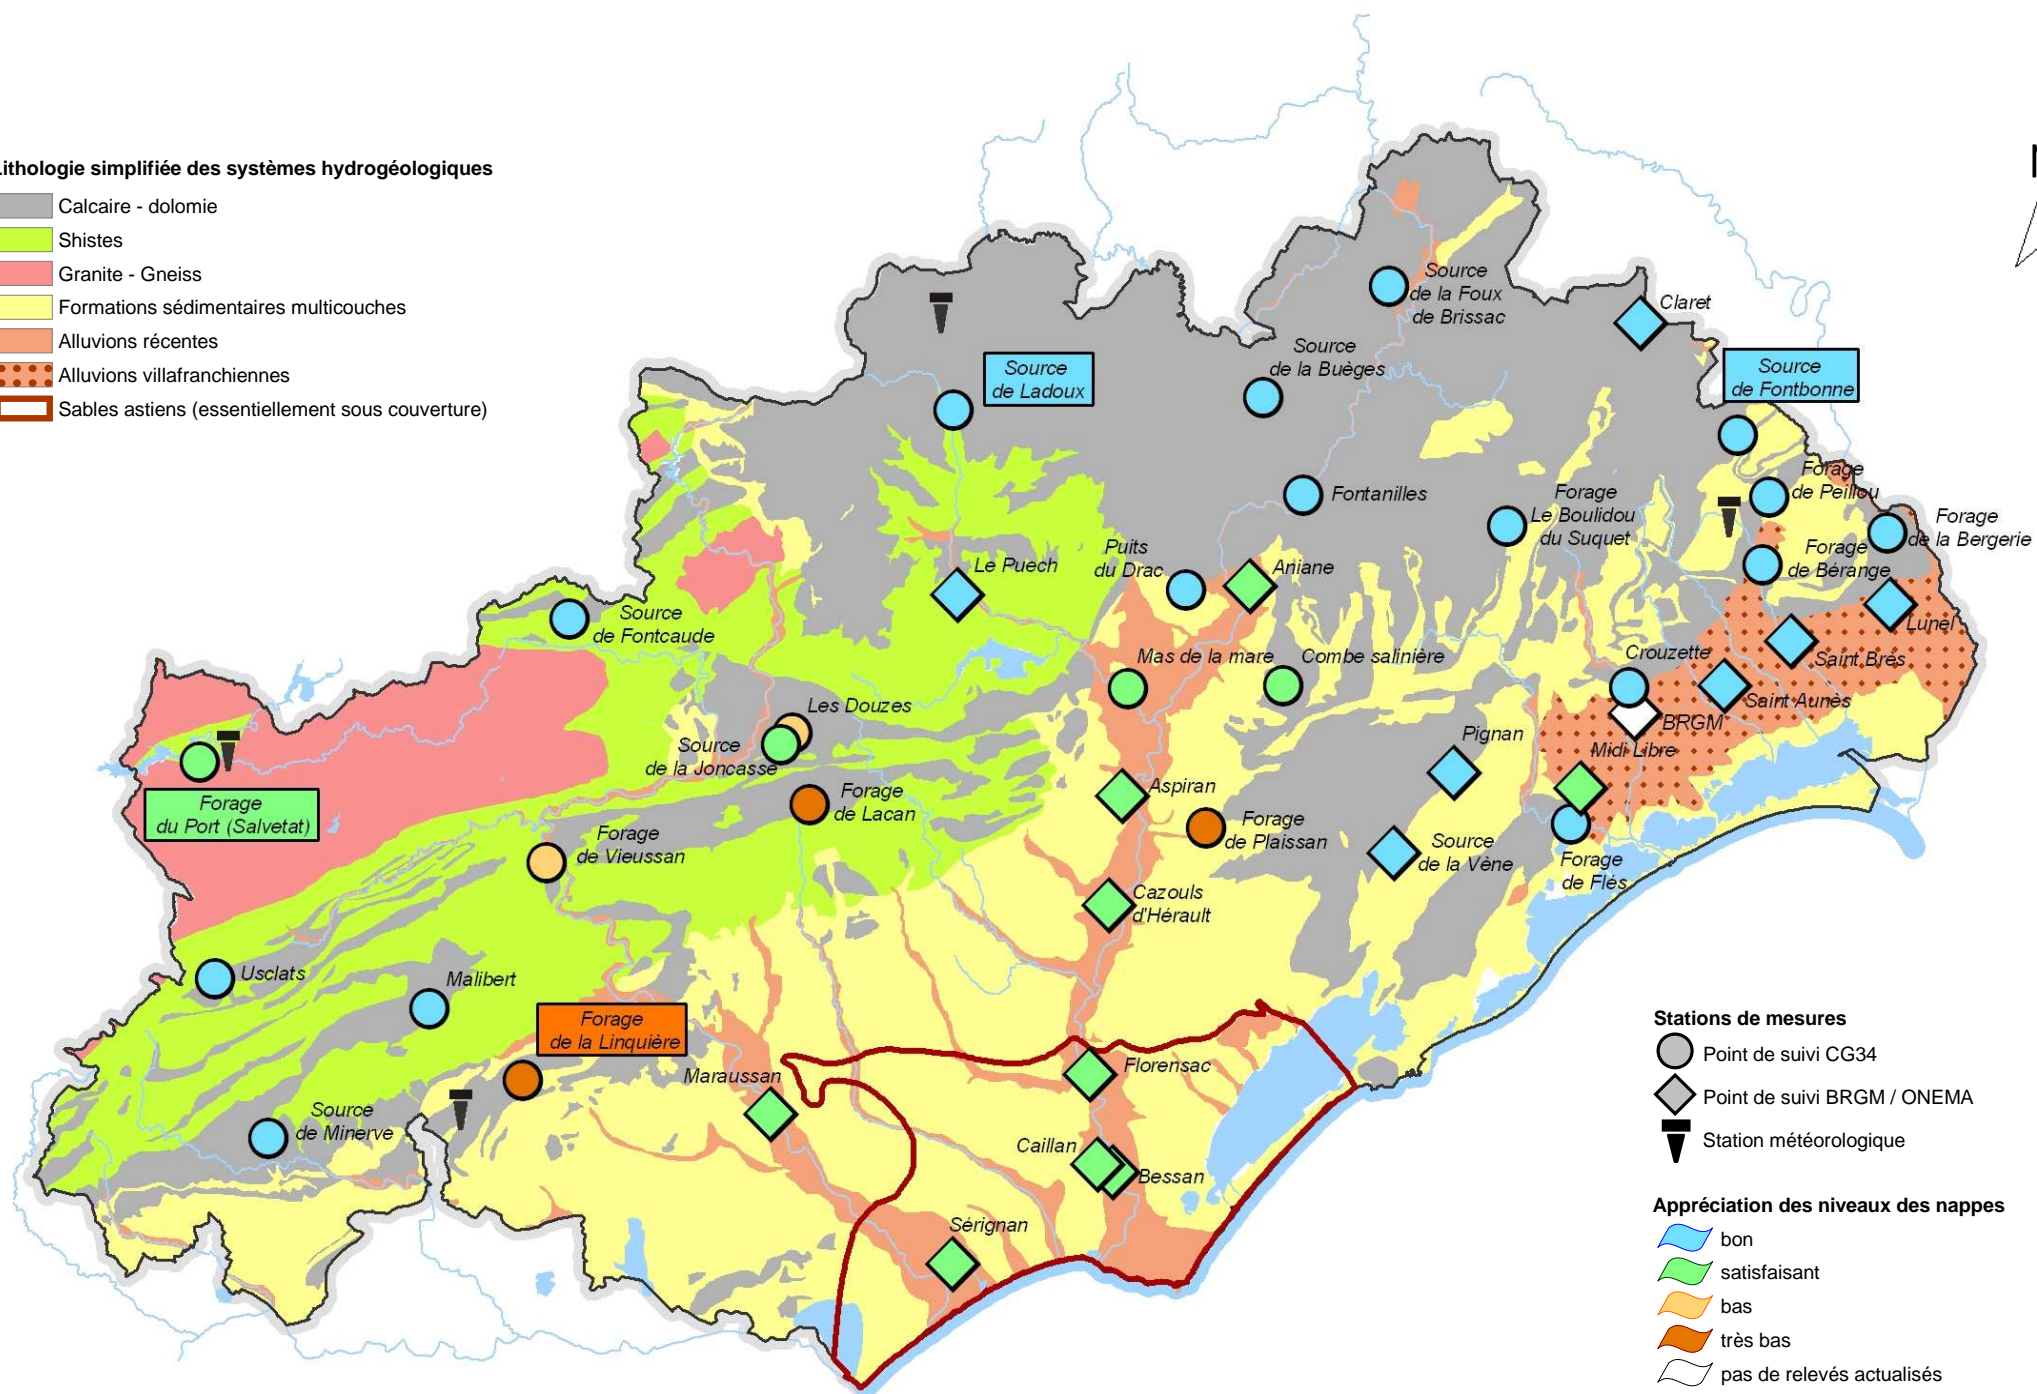 Lithologie simplifiée des systèmes hydrogéologiques
Calcaire - dolomie
Shistes
Granite - Gneiss
Formations sédimentaires multicouches
Alluvions récentes
Alluvions villafranchiennes
Sables astiens (essentiellement sous couverture)
N
Source
de la Foux
de Brissac
Claret
Source
de la Buèges
Source
de Ladoux
Source
de Fontbonne
Fontanilles
Forage
Le Boulidou
du Suquet
Forage
de Peillou
Forage
de la Bergerie
Forage
de Bérange
Puits
du Drac
Aniane
Le Puech
Lunel
Source
de Fontcaude
Saint Brès
Mas de la mare
Combe salinière
Crouzette
Saint Aunès
BRGM
Les Douzes
Source
de la Joncasse
Pignan
Midi Libre
Forage
de Lacan
Aspiran
Forage
du Port (Salvetat)
Forage
de Plaissan
Forage
de Vieussan
Source
de la Vène
Forage
de Flés
Cazouls
d'Hérault
Usclats
Malibert
Forage
de la Linquière
Maraussan
Florensac
Source
de Minerve
Caillan
Bessan
Sérignan
Stations de mesures
Point de suivi CG34
Point de suivi BRGM / ONEMA
Station météorologique
Appréciation des niveaux des nappes
bon
satisfaisant
bas
très bas
pas de relevés actualisés